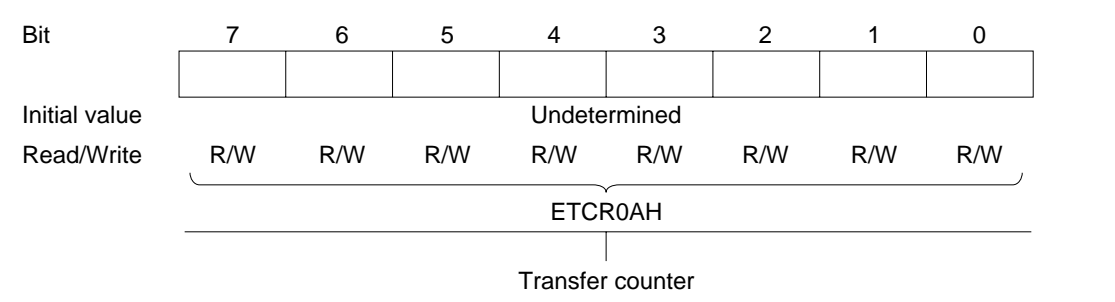 Bit 7 6 5 4 3 2 1 0
Initial value Undetermined
Read/Write R/W R/W R/W R/W R/W R/W R/W R/W
ETCR0AH
Transfer counter